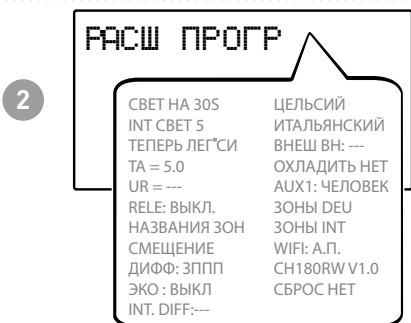 РАСШ ПРОГР
2
СВЕТ НА 30S
INT СВЕТ 5
ТЕПЕРЬ ЛЕГ"СИ
TA = 5.0
UR = ---
RELE: ВЫКЛ.
НАЗВАНИЯ ЗОН
СМЕЩЕНИЕ
ДИФФ: ЗППП
ЭКО : ВЫКЛ
INT. DIFF:---
ЦЕЛЬСИЙ
ИТАЛЬЯНСКИЙ
ВНЕШ ВН: ---
ОХЛАДИТЬ НЕТ
AUX1: ЧЕЛОВЕК
ЗОНЫ DEU
ЗОНЫ INT
WIFI: А.П.
CH180RW V1.0
СБРОС НЕТ